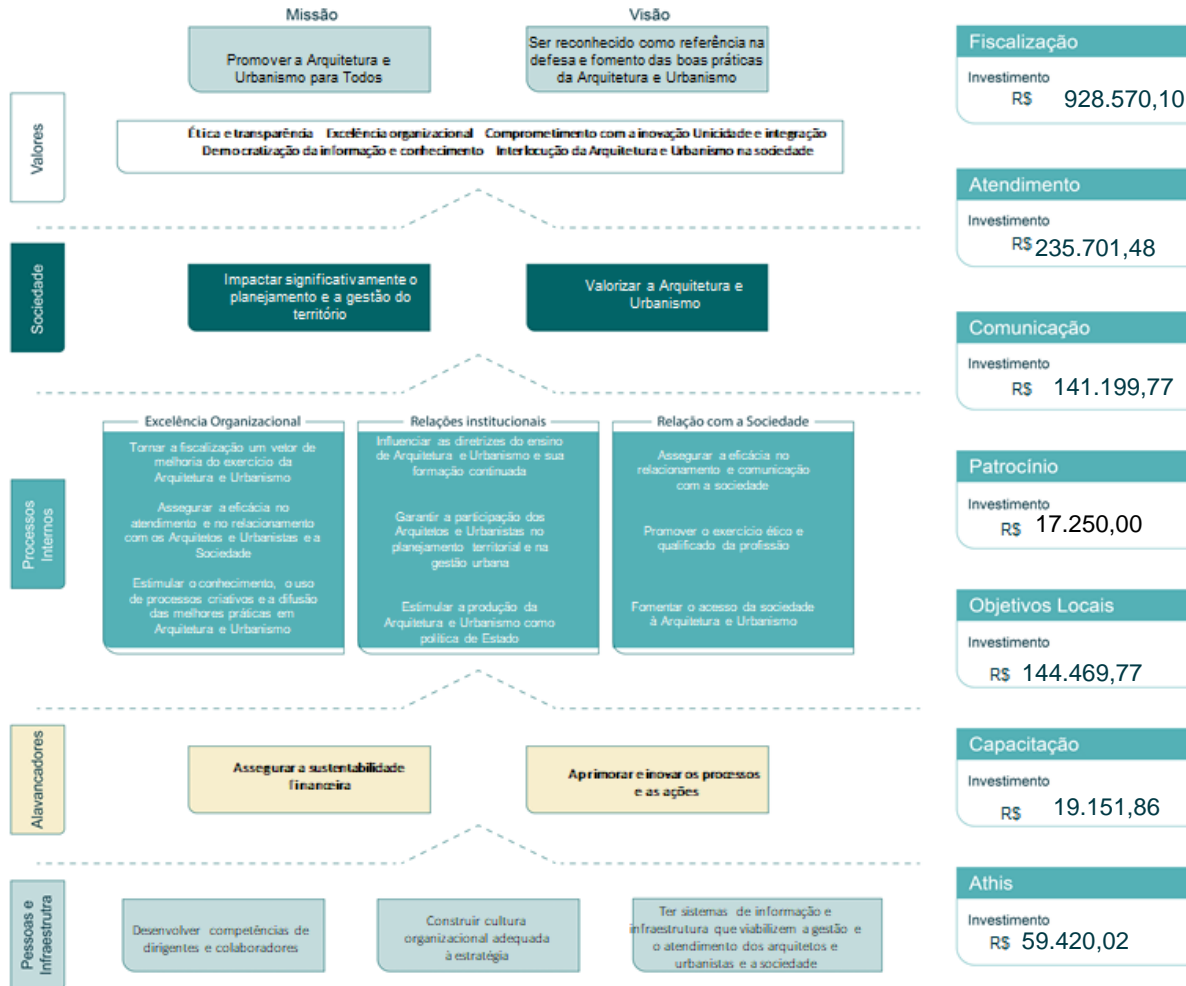 Missão
Promover a Arquitetura e
Urbanismo para Todos
Visão
Ser reconhecido como referência na
defesa e fomento das boas práticas
da Arquitetura e Urbanismo
Valores
Ética e transparência Excelência organizacional Comprometimento com a inovação Unicidade e integração
Democratização da informação e conhecimento Interlocução da Arquitetura e Urbanismo na sociedade
Sociedade
Impactar significativamente o
planejamento e a gestão do
território
Valorizar a Arquitetura e
Urbanismo
Processos
Internos
Excelência Organizacional
Tornar a fiscalização um vetor de
melhoria do exercício da
Arquitetura e Urbanismo
Assegurar a eficácia no
atendimento e no relacionamento
com os Arquitetos e Urbanistas e a
Sociedade
Estimular o conhecimento, o uso
de processos criativos e a difusão
das melhores práticas em
Arquitetura e Urbanismo
Relações institucionais
Influenciar as diretrizes do ensino
de Arquitetura e Urbanismo e sua
formação continuada
Garantir a participação dos
Arquitetos e Urbanistas no
planejamento territorial e na
gestão urbana
Estimular a produção da
Arquitetura e Urbanismo como
política de Estado
Relação com a Sociedade
Assegurar a eficácia no
relacionamento e comunicação
com a sociedade
Promover o exercício ético e
qualificado da profissão
Fomentar o acesso da sociedade
à Arquitetura e Urbanismo
Alavancadores
Assegurar a sustentabilidade
financeira
Aprimorar e inovar os processos
e as ações
Pessoas e
Infraestrutra
Desenvolver competências de
dirigentes e colaboradores
Construir cultura
organizacional adequada
à estratégia
Ter sistemas de informação e
infraestrutura que viabilizem a gestão e
o atendimento dos arquitetos e
urbanistas e a sociedade
Fiscalização
Investimento
R$ 928.570,10
Atendimento
Investimento
R$ 235.701,48
Comunicação
Investimento
R$ 141.199,77
Patrocínio
Investimento
R$ 17.250,00
Objetivos Locais
Investimento
R$ 144.469,77
Capacitação
Investimento
R$ 19.151,86
Athis
Investimento
R$ 59.420,02